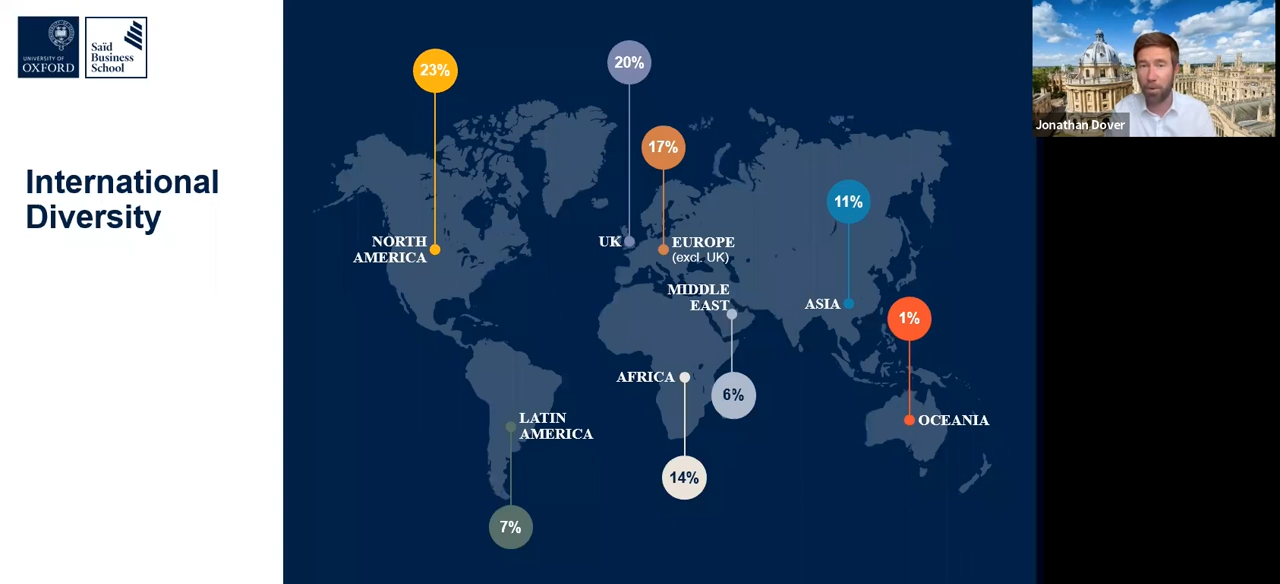 UNIVERSITY OF
OXFORD
Saïd
Business
School
International
Diversity
23%
NORTH
AMERICA
20%
UK
17%
EUROPE
(excl. UK)
11%
ASIA
MIDDLE
EAST
6%
1%
OCEANIA
AFRICA
14%
LATIN
AMERICA
7%
Jonathan Dover